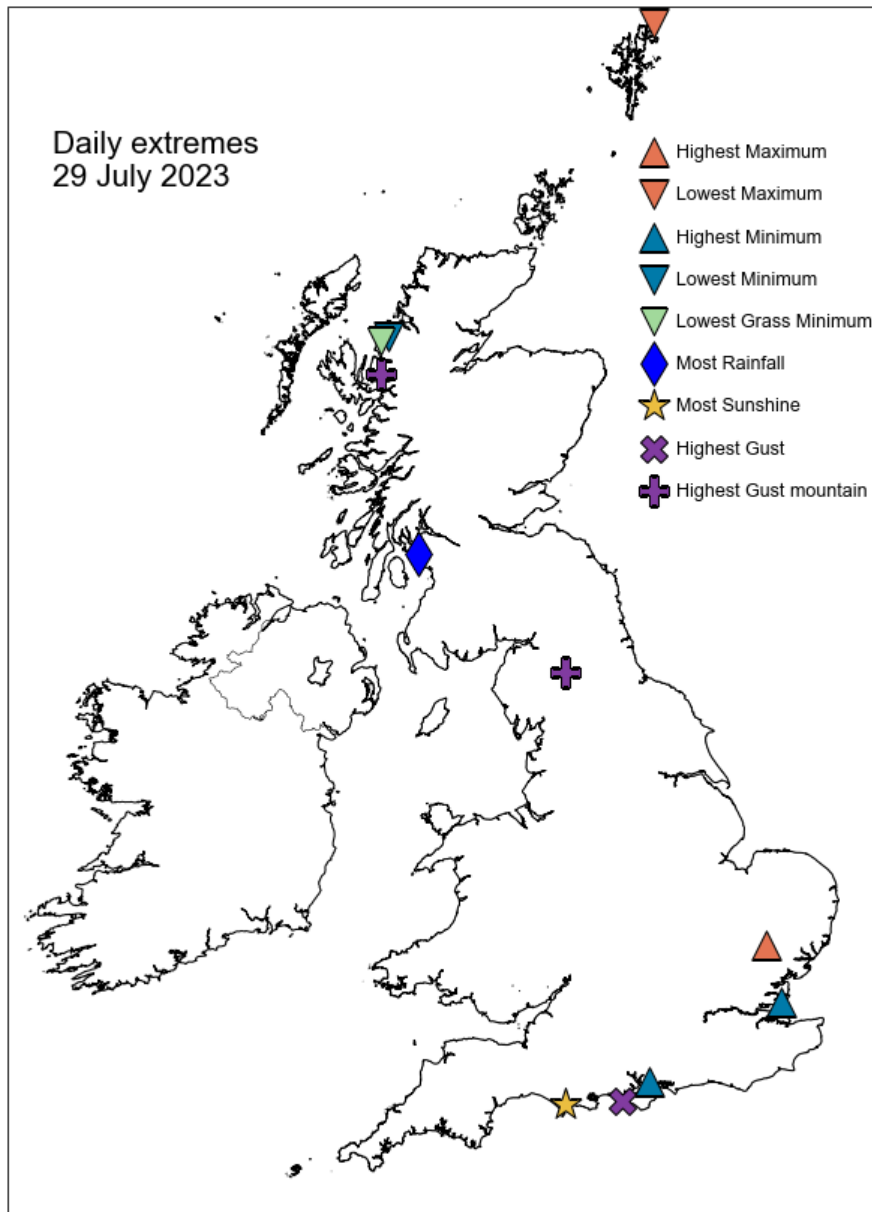 Daily extremes
29 July 2023
Highest Maximum
Lowest Maximum
Highest Minimum
Lowest Minimum
Lowest Grass Minimum
Most Rainfall
Most Sunshine
Highest Gust
Highest Gust mountain